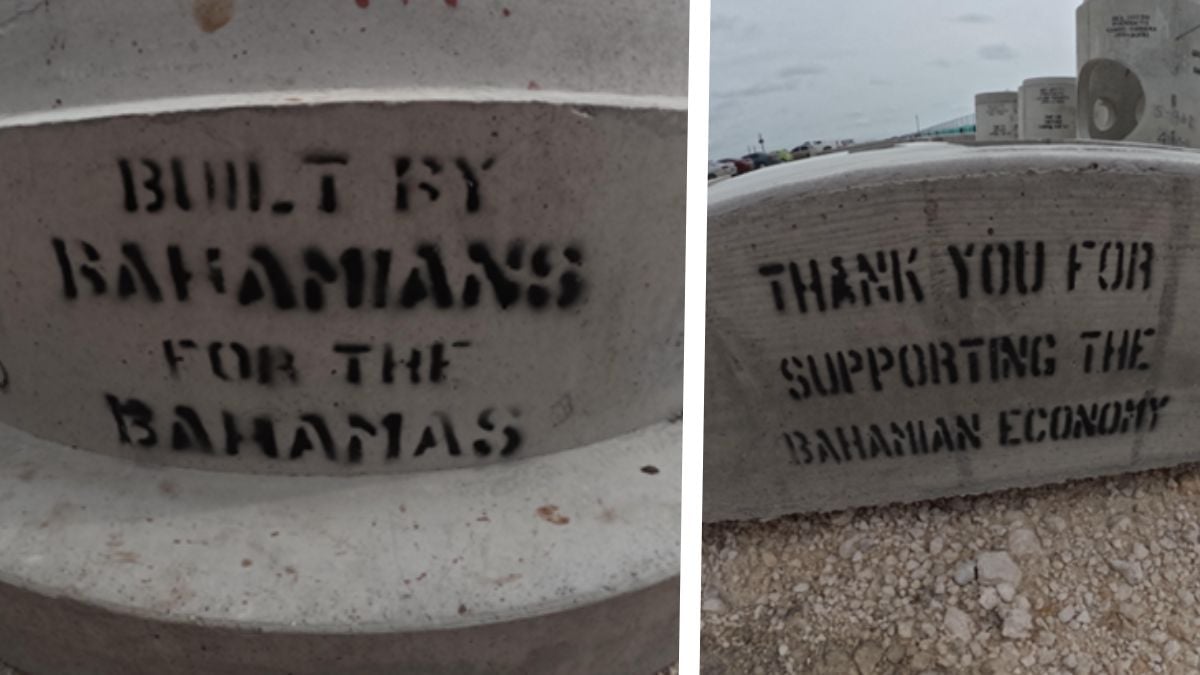 BUILT BY
BAHAMIANS
FOR THE
BAHAMAS
THANK YOU FOR
SUPPORTING THE
BAHAMIAN ECONOMY